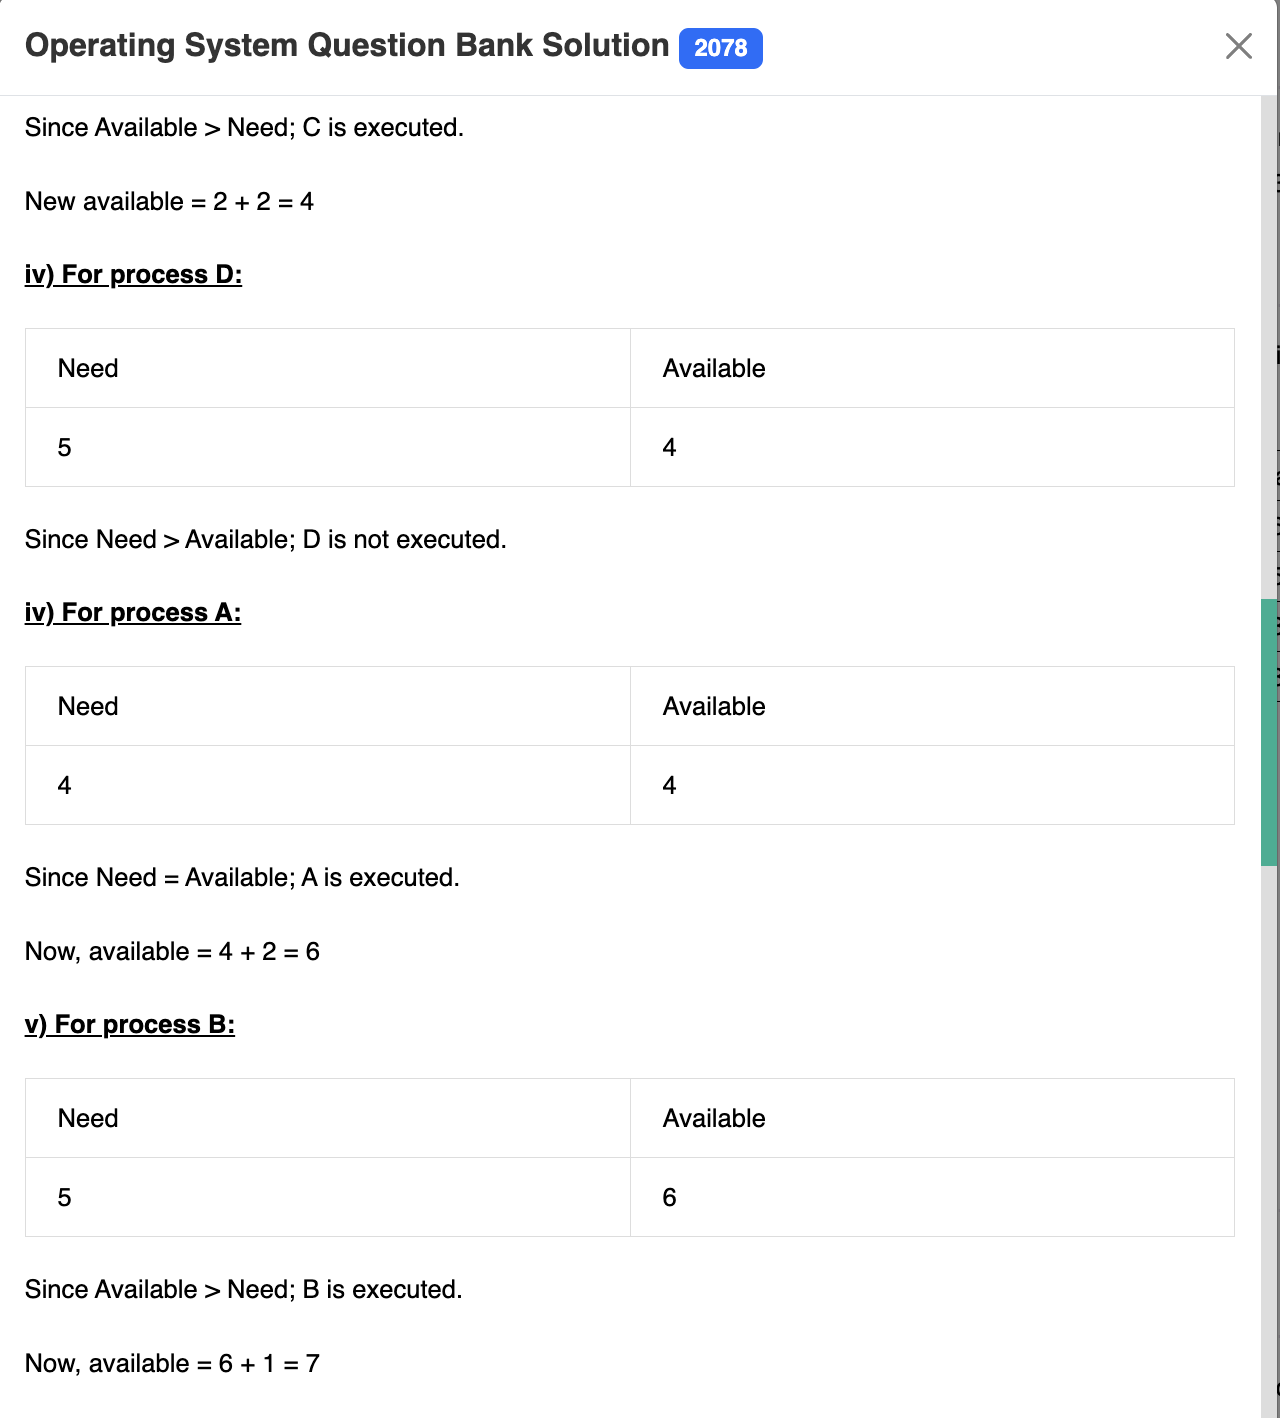 Operating System Question Bank Solution 2078
Since Available > Need; C is executed.
New available = 2 + 2 = 4
iv) For process D:
Need Available
5 4
Since Need > Available; D is not executed.
iv) For process A:
Need Available
4 4
Since Need = Available; A is executed.
Now, available = 4 + 2 = 6
v) For process B:
Need Available
5 6
Since Available > Need; B is executed.
Now, available = 6 + 1 = 7